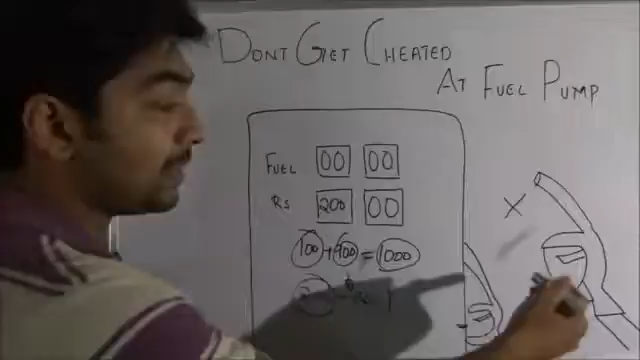 DONT GET CHEATED
AT FUEL PUMP
FUEL 00 00
RS 200 00
100 + 900 = 1000
X